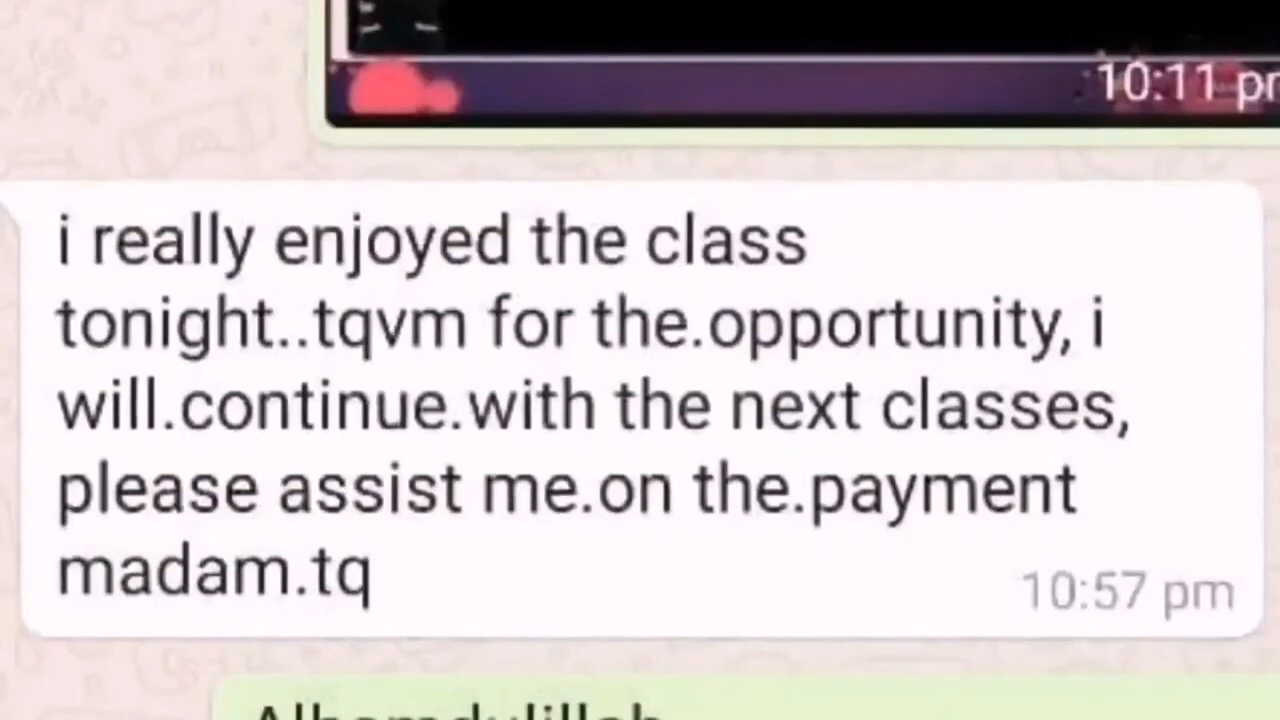 10:11
i really enjoyed the class
tonight..tqvm for the.opportunity, i
will.continue.with the next classes,
please assist me.on the.payment
madam.tq
10:57 pm
Alhamdulillah